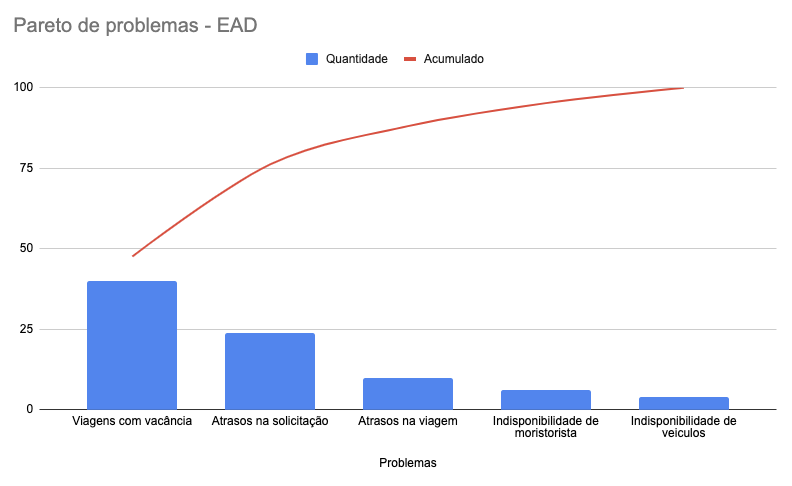 Pareto de problemas - EAD
Quantidade
Acumulado
100
75
50
25
0
Viagens com vacância
Atrasos na solicitação
Atrasos na viagem
Indisponibilidade de
moristorista
Indisponibilidade de
veiculos
Problemas